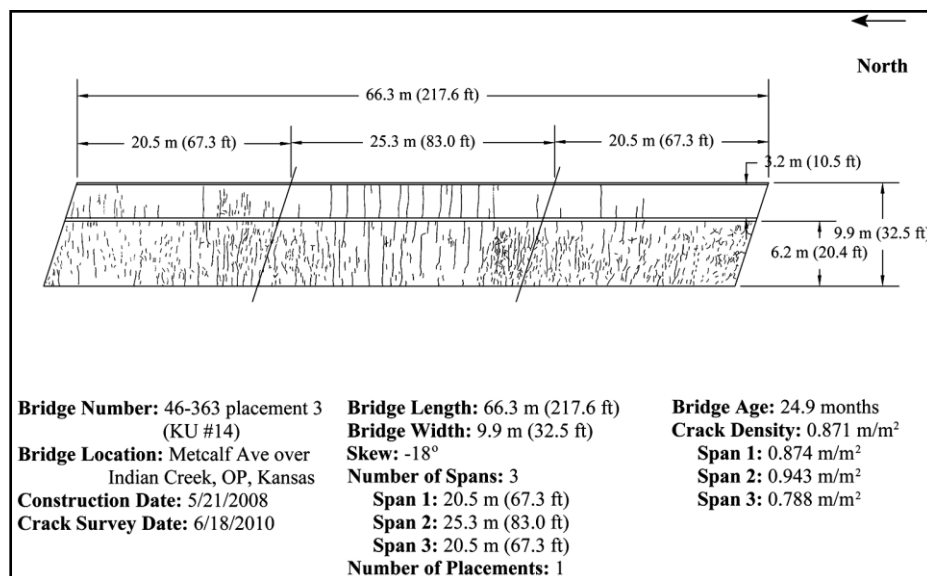 North
66.3 m (217.6 ft)
20.5 m (67.3 ft) 25.3 m (83.0 ft) 20.5 m (67.3 ft)
3.2 m (10.5 ft)
9.9 m (32.5 ft)
6.2 m (20.4 ft)
Bridge Number: 46-363 placement 3
(KU #14)
Bridge Location: Metcalf Ave over
Indian Creek, OP, Kansas
Construction Date: 5/21/2008
Crack Survey Date: 6/18/2010
Bridge Length: 66.3 m (217.6 ft)
Bridge Width: 9.9 m (32.5 ft)
Skew: -18°
Number of Spans: 3
Span 1: 20.5 m (67.3 ft)
Span 2: 25.3 m (83.0 ft)
Span 3: 20.5 m (67.3 ft)
Number of Placements: 1
Bridge Age: 24.9 months
Crack Density: 0.871 m/m²
Span 1: 0.874 m/m²
Span 2: 0.943 m/m²
Span 3: 0.788 m/m²